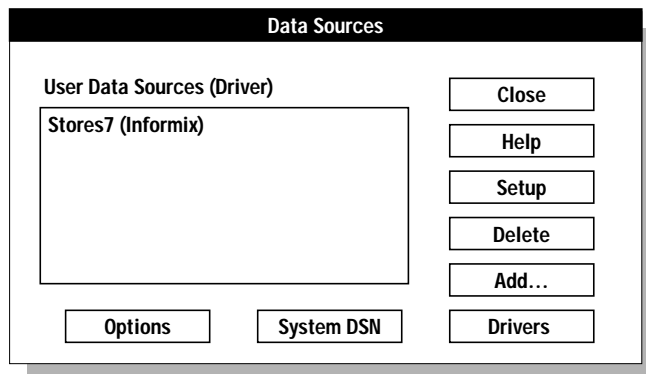 Data Sources
User Data Sources (Driver)
Stores7 (Informix)
Close
Help
Setup
Delete
Add...
Options
System DSN
Drivers